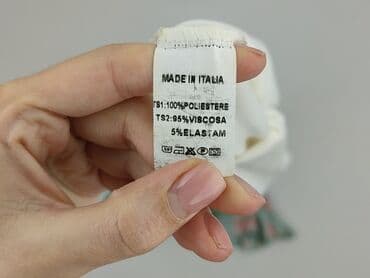 MADE IN ITALIA
TS1:100%POLIESTERE
TS2:95%VISCOSA
5%ELASTAM